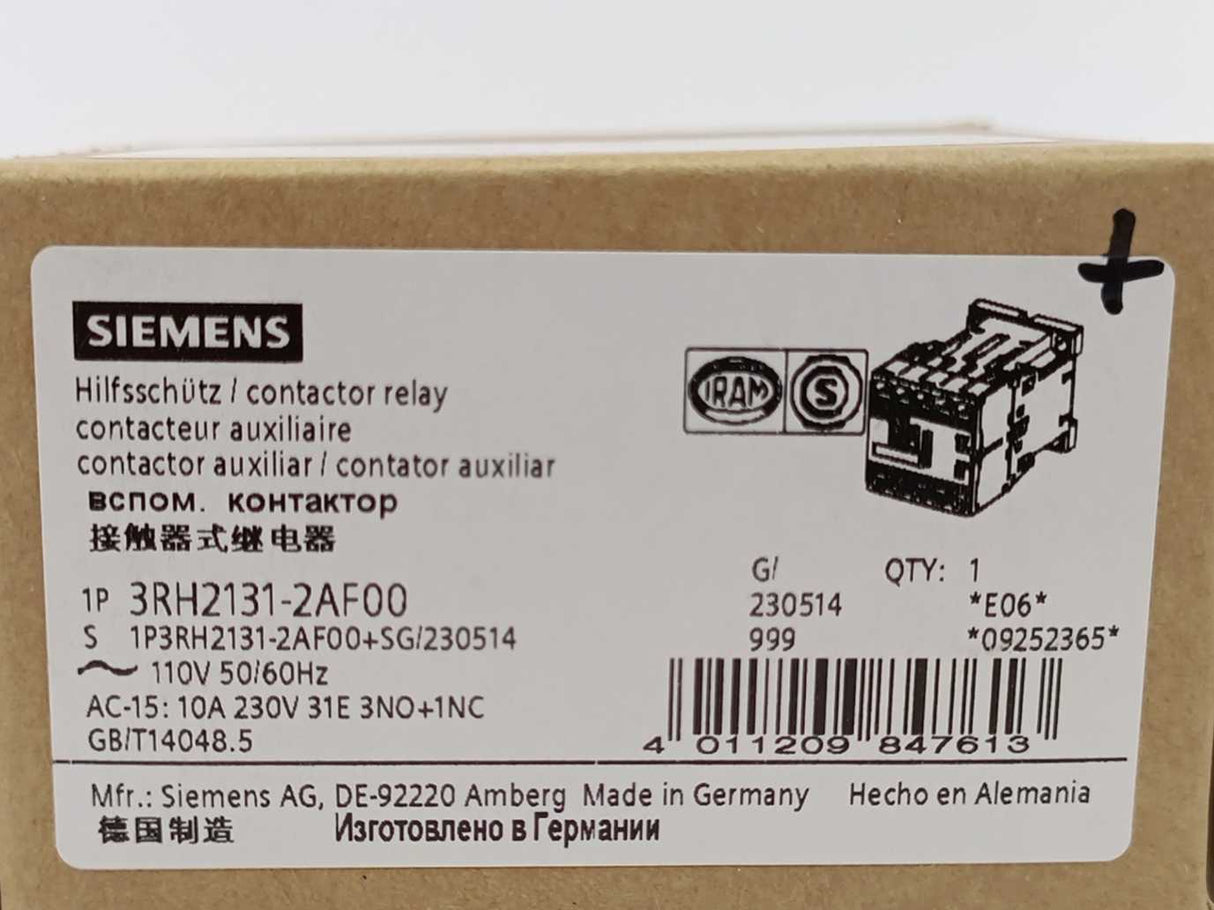 SIEMENS
Hilfsschütz / contactor relay
contacteur auxiliaire
contactor auxiliar / contator auxiliar
вспом. контактор
接触器式继电器
IRAM S
1P 3RH2131-2AF00
S 1P3RH2131-2AF00+SG/230514
110V 50/60Hz
AC-15: 10A 230V 31E 3NO+1NC
GB/T14048.5
G/ QTY: 1
230514 *E06*
999 *09252365*
4 011209 847613
Mfr.: Siemens AG, DE-92220 Amberg Made in Germany Hecho en Alemania
德国制造 Изготовлено в Германии